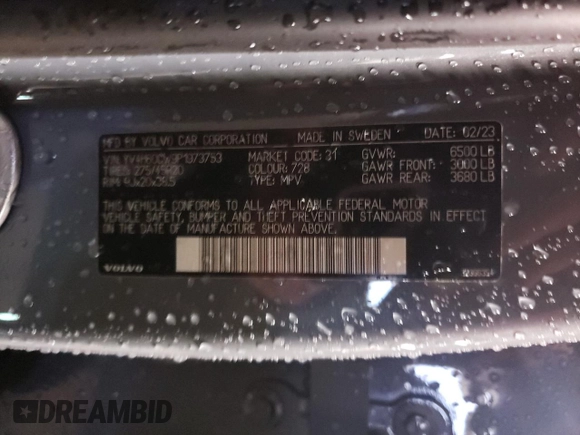 MFD BY VOLVO CAR CORPORATION MADE IN SWEDEN DATE: 02/23
MARKET CODE: 31 GVWR: 6500 LB
COLOUR: 728 GAWR FRONT: 3060 LB
TYPE: MPV GAWR REAR: 3680 LB
THIS VEHICLE CONFORMS TO ALL APPLICABLE FEDERAL MOTOR
VEHICLE SAFETY, BUMPER AND THEFT PREVENTION STANDARDS IN EFFECT
ON THE DATE OF MANUFACTURE SHOWN ABOVE.
VOLVO
DREAMBID